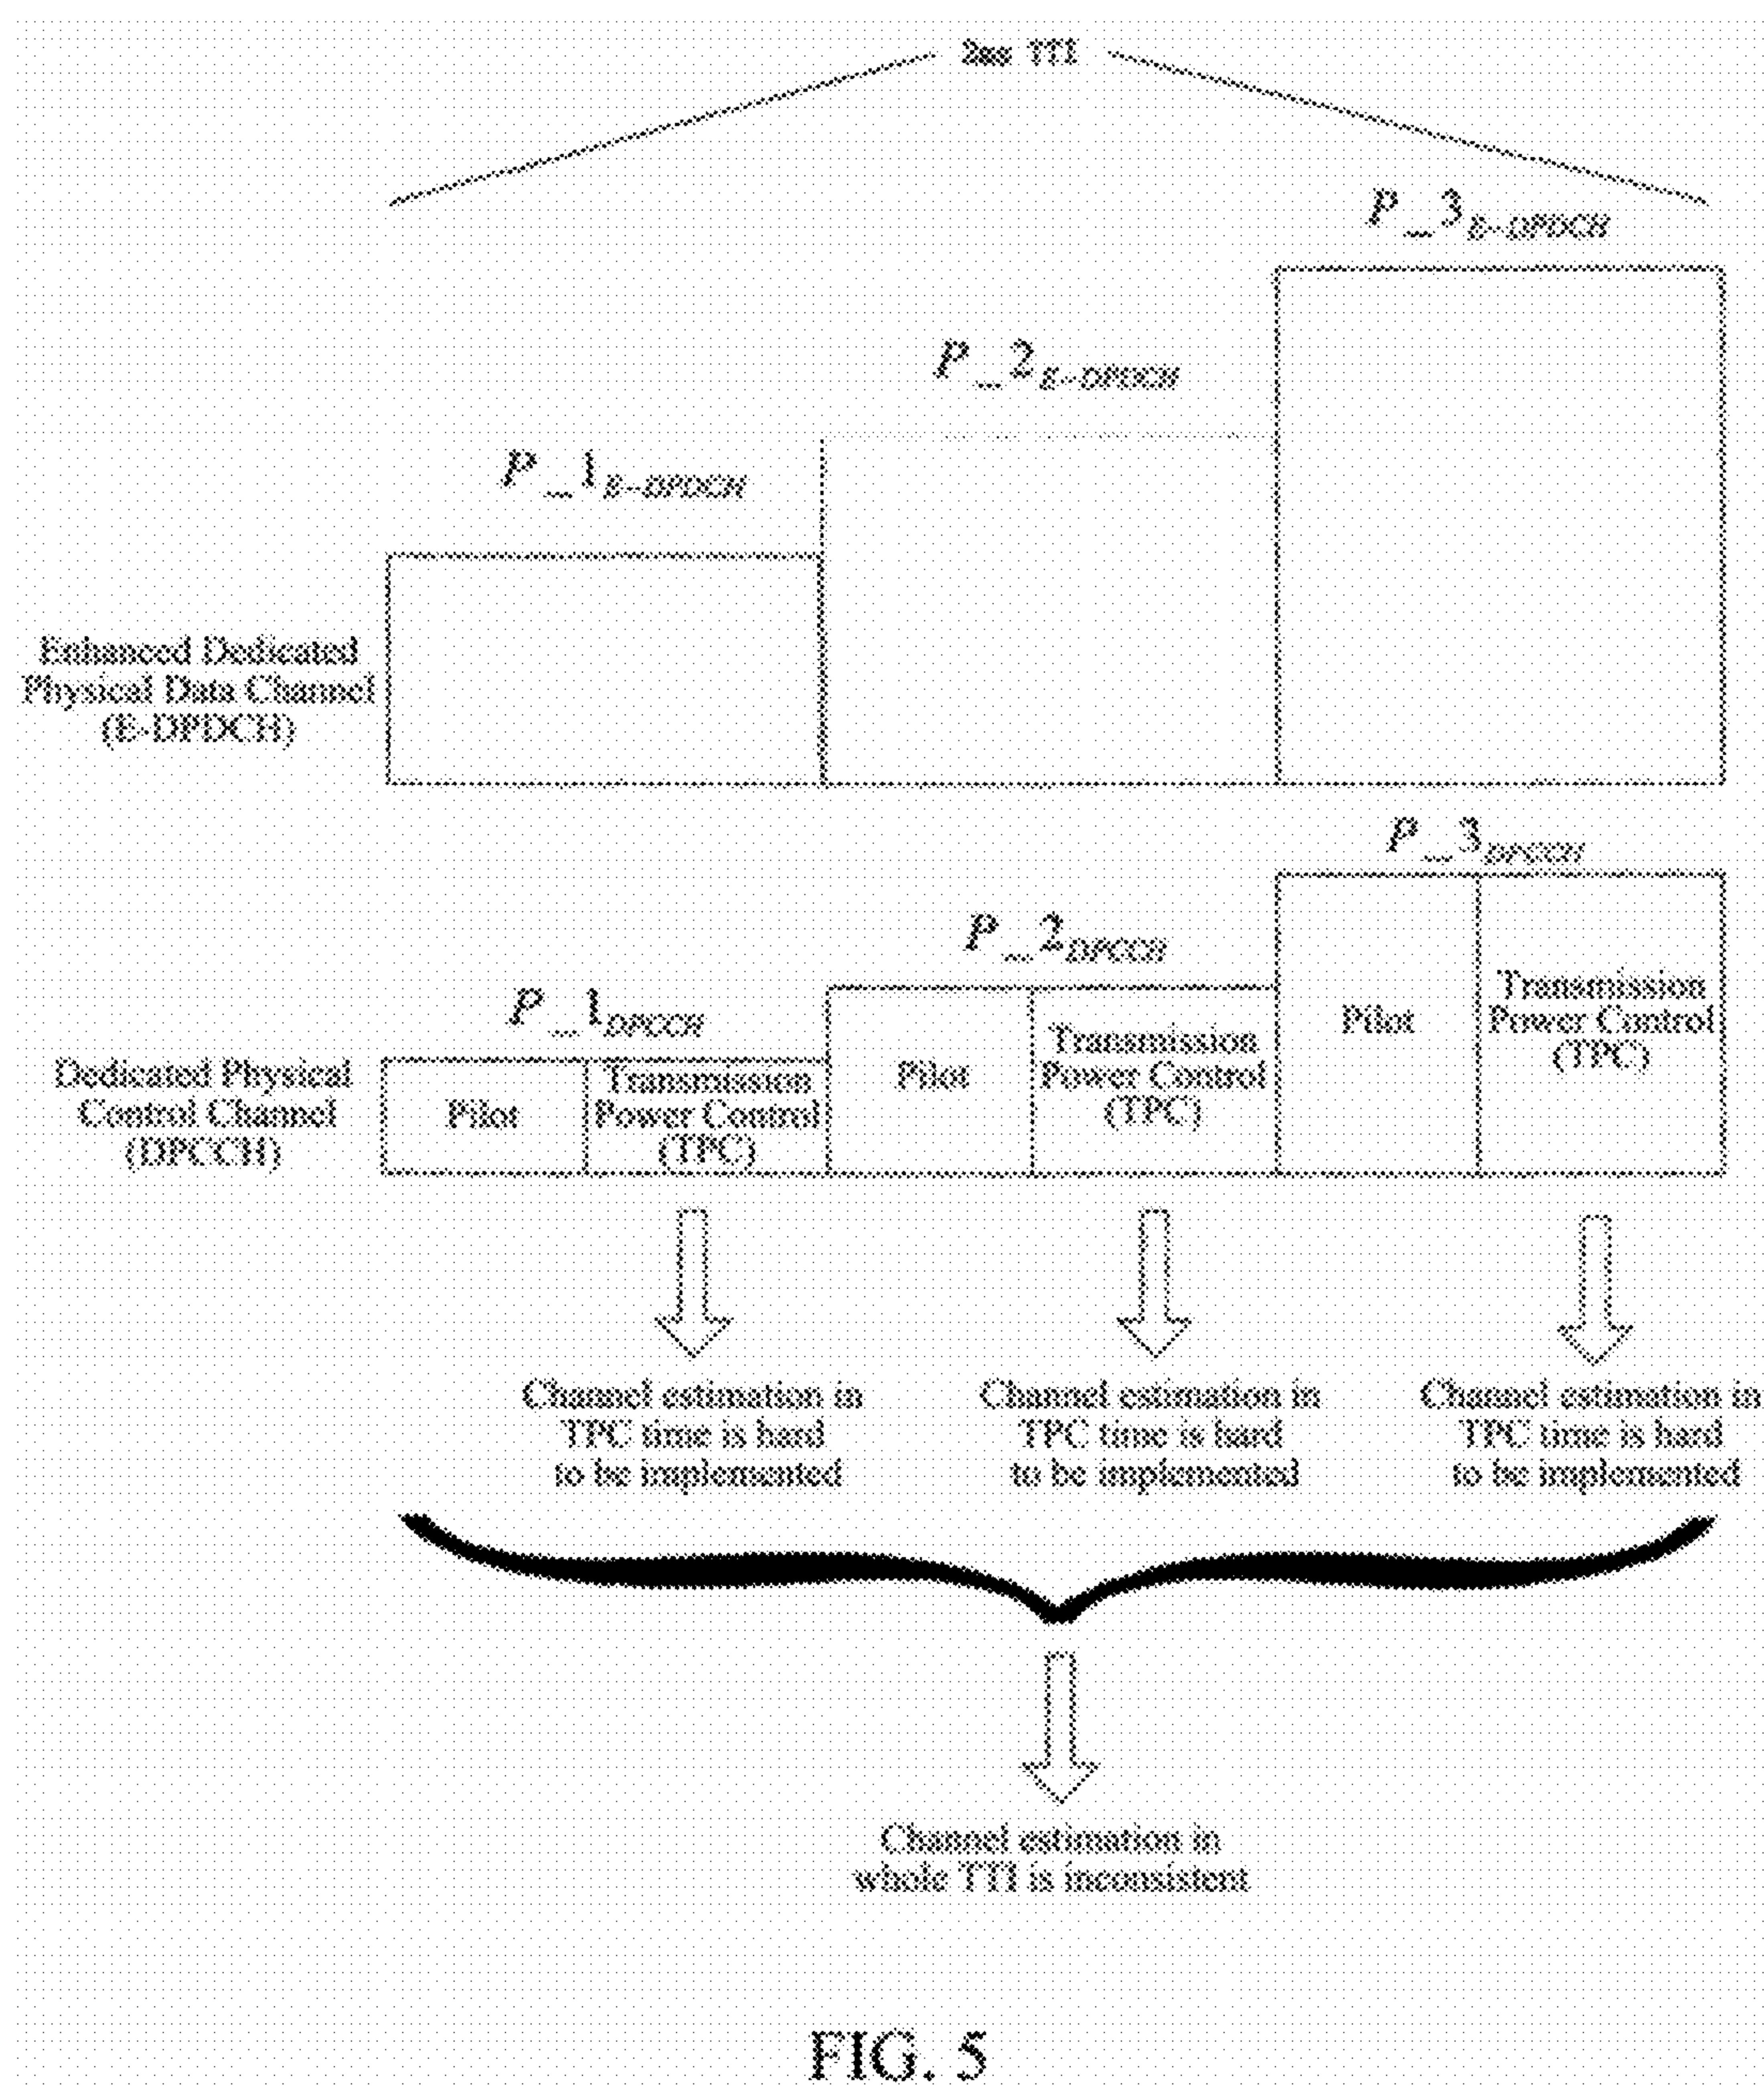 2ms TTI
P_3E-DPDCH
P_2E-DPDCH
P_1E-DPDCH
Enhanced Dedicated
Physical Data Channel
(E-DPDCH)
P_3DPCCH
P_2DPCCH
P_1DPCCH
Dedicated Physical
Control Channel
(DPCCH)
Pilot
Transmission
Power Control
(TPC)
Pilot
Transmission
Power Control
(TPC)
Pilot
Transmission
Power Control
(TPC)
Channel estimation in
TPC time is hard
to be implemented
Channel estimation in
TPC time is hard
to be implemented
Channel estimation in
TPC time is hard
to be implemented
Channel estimation in
whole TTI is inconsistent
FIG. 5